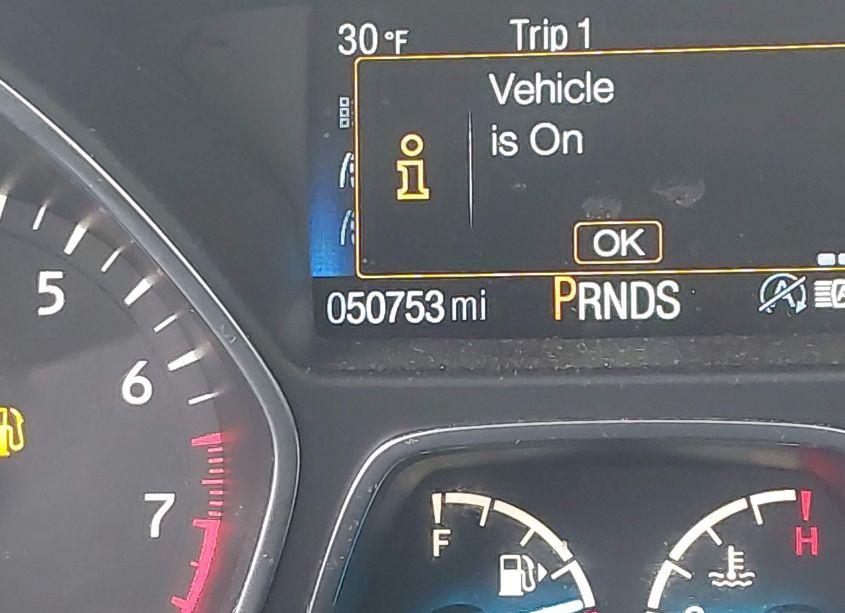 30 °F Trip 1
Vehicle
is On
OK
050753 mi PRNDS
5
6
7
F
H